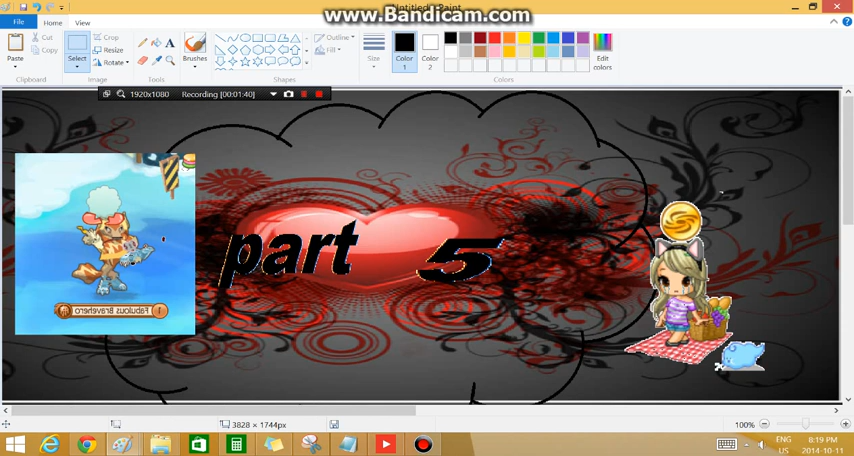 www.Bandicam.com
Untitled - Paint
File Home View
Cut
Copy
Paste
Clipboard
Crop
Resize
Rotate
Select
Image
Tools
Brushes
Outline
Fill
Shapes
Size
Color 1
Color 2
Edit colors
Colors
1920x1080 Recording [00:01:40]
part 5
Fabulous Bravehero 1
3828 × 1744px
100%
ENG
US
8:19 PM
2014-10-11